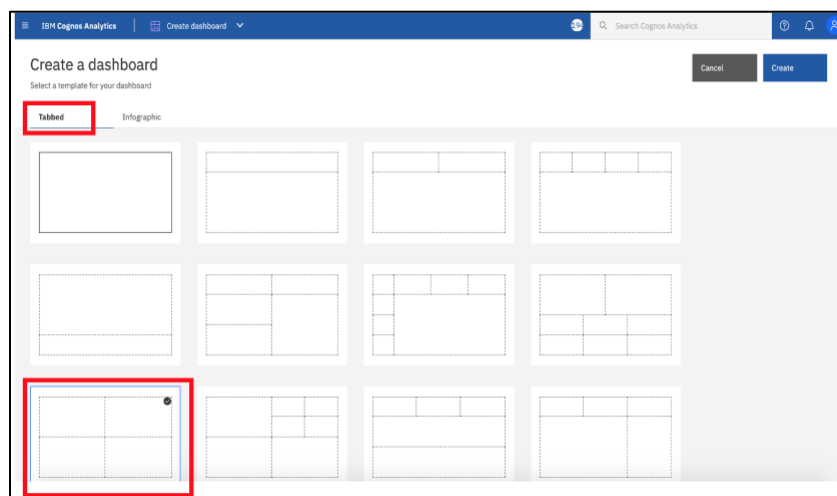 IBM Cognos Analytics
Create dashboard
Search Cognos Analytics
Create a dashboard
Select a template for your dashboard
Cancel
Create
Tabbed
Infographic